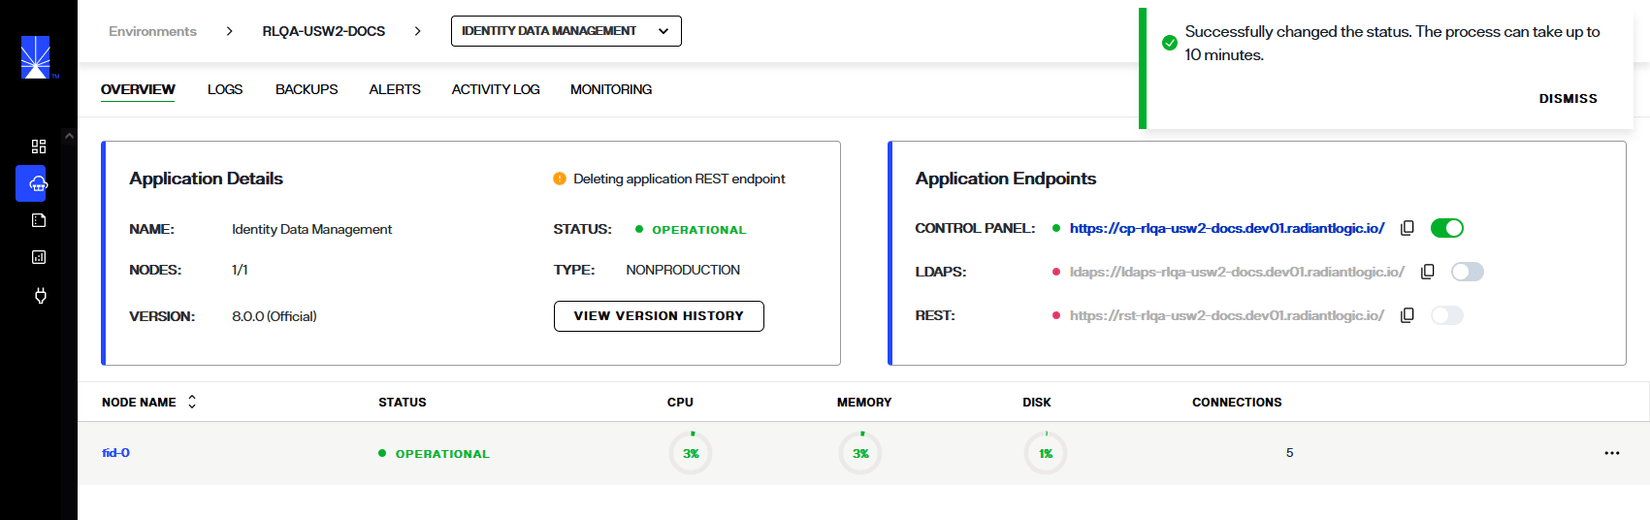 Environments > RLQA-USW2-DOCS > IDENTITY DATA MANAGEMENT
Successfully changed the status. The process can take up to
10 minutes.
DISMISS
TM
OVERVIEW LOGS BACKUPS ALERTS ACTIVITY LOG MONITORING
Application Details
Deleting application REST endpoint
NAME: Identity Data Management
STATUS: OPERATIONAL
NODES: 1/1
TYPE: NONPRODUCTION
VERSION: 8.0.0 (Official)
VIEW VERSION HISTORY
Application Endpoints
CONTROL PANEL: https://cp-rlqa-usw2-docs.dev01.radiantlogic.io/
LDAPS: ldaps://ldaps-rlqa-usw2-docs.dev01.radiantlogic.io/
REST: https://rst-rlqa-usw2-docs.dev01.radiantlogic.io/
NODE NAME STATUS CPU MEMORY DISK CONNECTIONS
fid-0 OPERATIONAL 3% 3% 1% 5